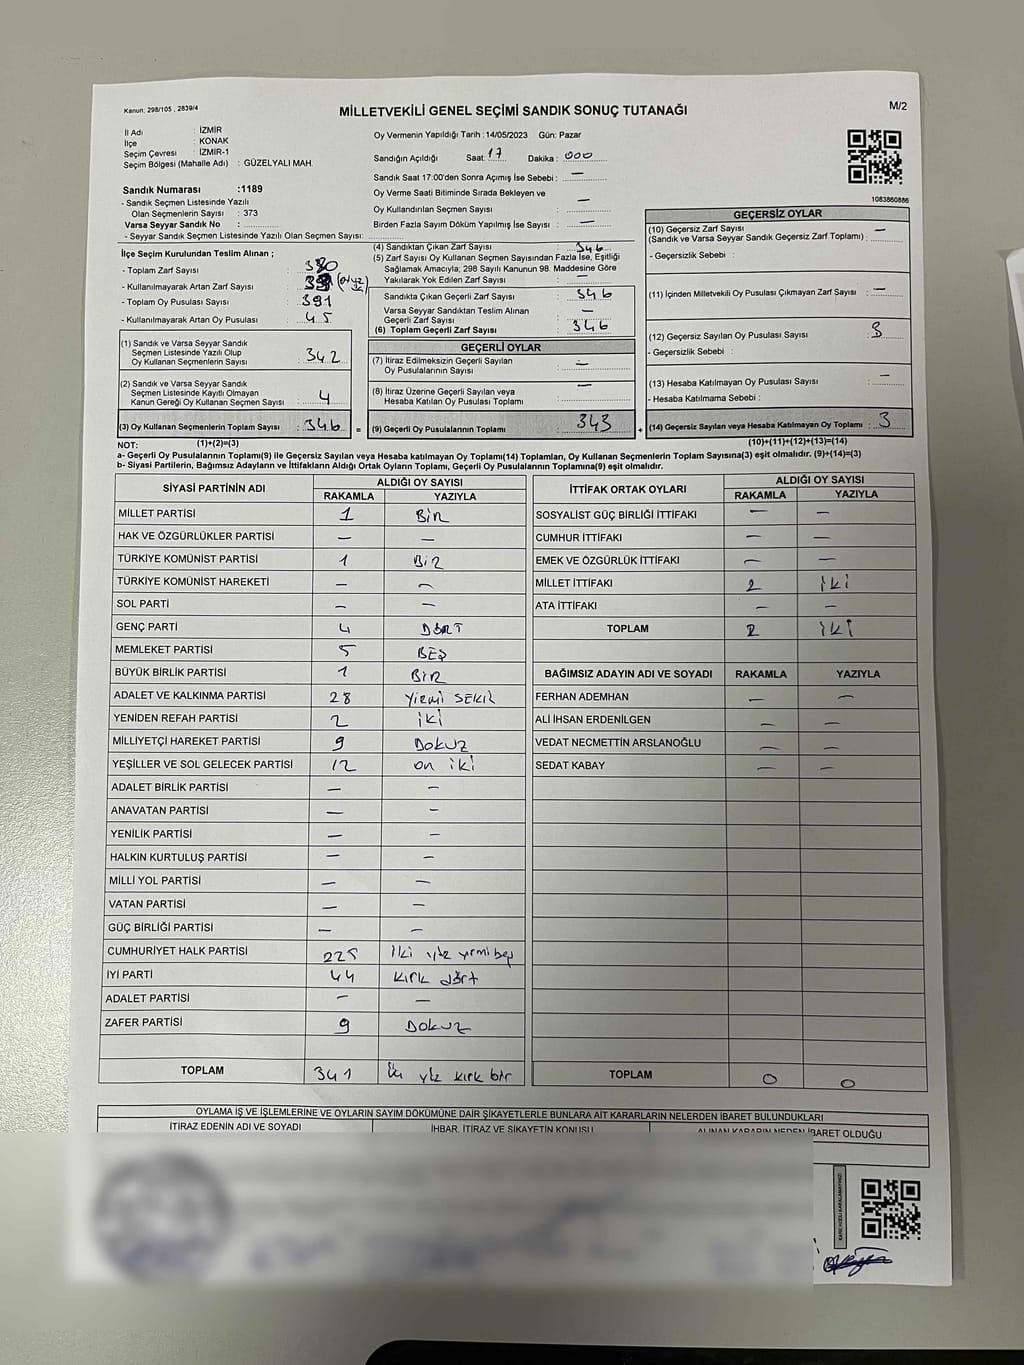 Kanun: 298/105 , 2839/4
MİLLETVEKİLİ GENEL SEÇİMİ SANDIK SONUÇ TUTANAĞI
M/2
İl Adı : İZMİR
İlçe : KONAK
Seçim Çevresi : İZMİR-1
Seçim Bölgesi (Mahalle Adı) : GÜZELYALI MAH.
Sandık Numarası :1189
- Sandık Seçmen Listesinde Yazılı
Olan Seçmenlerin Sayısı : 373
Varsa Seyyar Sandık No :
- Seyyar Sandık Seçmen Listesinde Yazılı Olan Seçmen Sayısı:
Oy Vermenin Yapıldığı Tarih :14/05/2023 Gün: Pazar
Sandığın Açıldığı Saat: 17 Dakika : 000
Sandık Saat 17:00'den Sonra Açılmış İse Sebebi : —
Oy Verme Saati Bitiminde Sırada Bekleyen ve
Oy Kullandırılan Seçmen Sayısı : —
Birden Fazla Sayım Döküm Yapılmış İse Sayısı : —
1083860886
İlçe Seçim Kurulundan Teslim Alınan ;
- Toplam Zarf Sayısı : 380
- Kullanılmayarak Artan Zarf Sayısı :
- Toplam Oy Pusulası Sayısı : 391
- Kullanılmayarak Artan Oy Pusulası : 45
(1) Sandık ve Varsa Seyyar Sandık
Seçmen Listesinde Yazılı Olup
Oy Kullanan Seçmenlerin Sayısı : 342
(2) Sandık ve Varsa Seyyar Sandık
Seçmen Listesinde Kayıtlı Olmayan
Kanun Gereği Oy Kullanan Seçmen Sayısı : 4
(3) Oy Kullanan Seçmenlerin Toplam Sayısı : 346 =
(4) Sandıktan Çıkan Zarf Sayısı : 346
(5) Zarf Sayısı Oy Kullanan Seçmen Sayısından Fazla İse, Eşitliği
Sağlamak Amacıyla; 298 Sayılı Kanunun 98. Maddesine Göre
Yakılarak Yok Edilen Zarf Sayısı :
Sandıkta Çıkan Geçerli Zarf Sayısı : 346
Varsa Seyyar Sandıktan Teslim Alınan
Geçerli Zarf Sayısı : —
(6) Toplam Geçerli Zarf Sayısı : 346
GEÇERLİ OYLAR
(7) İtiraz Edilmeksizin Geçerli Sayılan
Oy Pusulalarının Sayısı : —
(8) İtiraz Üzerine Geçerli Sayılan veya
Hesaba Katılan Oy Pusulası Toplamı : —
(9) Geçerli Oy Pusulalarının Toplamı : 343 +
GEÇERSİZ OYLAR
(10) Geçersiz Zarf Sayısı : —
(Sandık ve Varsa Seyyar Sandık Geçersiz Zarf Toplamı) :
- Geçersizlik Sebebi :
(11) İçinden Milletvekili Oy Pusulası Çıkmayan Zarf Sayısı : —
(12) Geçersiz Sayılan Oy Pusulası Sayısı : 3
- Geçersizlik Sebebi :
(13) Hesaba Katılmayan Oy Pusulası Sayısı : —
- Hesaba Katılmama Sebebi :
(14) Geçersiz Sayılan veya Hesaba Katılmayan Oy Toplamı : 3
NOT: (1)+(2)=(3) (10)+(11)+(12)+(13)=(14)
a- Geçerli Oy Pusulalarının Toplamı(9) ile Geçersiz Sayılan veya Hesaba katılmayan Oy Toplamı(14) Toplamları, Oy Kullanan Seçmenlerin Toplam Sayısına(3) eşit olmalıdır. (9)+(14)=(3)
b- Siyasi Partilerin, Bağımsız Adayların ve İttifakların Aldığı Ortak Oyların Toplamı, Geçerli Oy Pusulalarının Toplamına(9) eşit olmalıdır.
SİYASİ PARTİNİN ADI ALDIĞI OY SAYISI
RAKAMLA YAZIYLA
MİLLET PARTİSİ 1 Bir
HAK VE ÖZGÜRLÜKLER PARTİSİ — —
TÜRKİYE KOMÜNİST PARTİSİ 1 Bir
TÜRKİYE KOMÜNİST HAREKETİ — —
SOL PARTİ — —
GENÇ PARTİ 4 DÖRT
MEMLEKET PARTİSİ 5 BEŞ
BÜYÜK BİRLİK PARTİSİ 1 BİR
ADALET VE KALKINMA PARTİSİ 28 Yirmi SEKİZ
YENİDEN REFAH PARTİSİ 2 iki
MİLLİYETÇİ HAREKET PARTİSİ 9 DOKUZ
YEŞİLLER VE SOL GELECEK PARTİSİ 12 on iki
ADALET BİRLİK PARTİSİ — —
ANAVATAN PARTİSİ — —
YENİLİK PARTİSİ — —
HALKIN KURTULUŞ PARTİSİ — —
MİLLİ YOL PARTİSİ — —
VATAN PARTİSİ — —
GÜÇ BİRLİĞİ PARTİSİ — —
CUMHURİYET HALK PARTİSİ 225 İki yüz yirmi beş
İYİ PARTİ 44 kırk dört
ADALET PARTİSİ — —
ZAFER PARTİSİ 9 DOKUZ
TOPLAM 341 Üç yüz kırk bir
İTTİFAK ORTAK OYLARI ALDIĞI OY SAYISI
RAKAMLA YAZIYLA
SOSYALİST GÜÇ BİRLİĞİ İTTİFAKI — —
CUMHUR İTTİFAKI — —
EMEK VE ÖZGÜRLÜK İTTİFAKI — —
MİLLET İTTİFAKI 2 iki
ATA İTTİFAKI — —
TOPLAM 2 iki
BAĞIMSIZ ADAYIN ADI VE SOYADI RAKAMLA YAZIYLA
FERHAN ADEMHAN — —
ALİ İHSAN ERDENİLGEN — —
VEDAT NECMETTİN ARSLANOĞLU — —
SEDAT KABAY — —
TOPLAM 0 0
OYLAMA İŞ VE İŞLEMLERİNE VE OYLARIN SAYIM DÖKÜMÜNE DAİR ŞİKAYETLERLE BUNLARA AİT KARARLARIN NELERDEN İBARET BULUNDUKLARI
İTİRAZ EDENİN ADI VE SOYADI İHBAR, İTİRAZ VE ŞİKAYETİN KONUSU ALINAN KARARIN NEDEN İBARET OLDUĞU